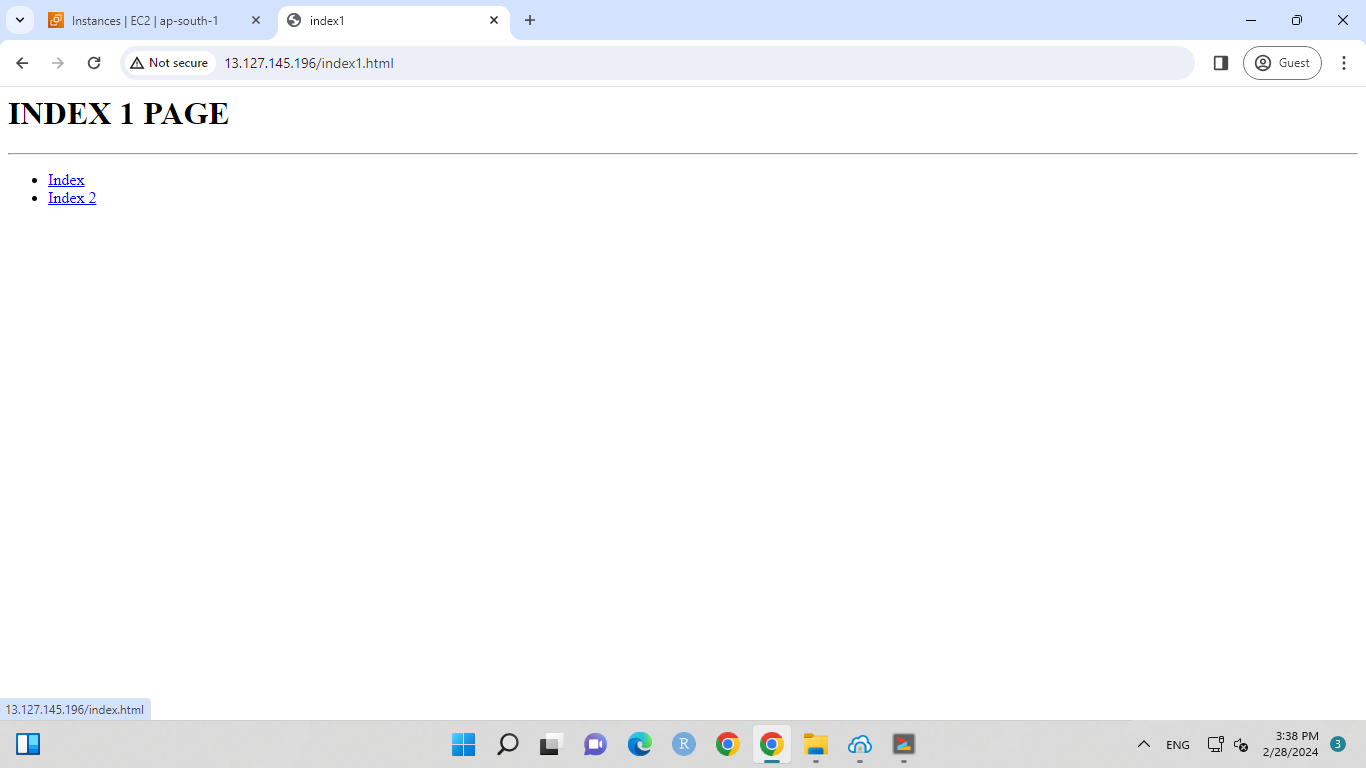 Instances | EC2 | ap-south-1
index1
Not secure
13.127.145.196/index1.html
Guest
INDEX 1 PAGE
Index
Index 2
13.127.145.196/index.html
R
ENG
3:38 PM
2/28/2024
3